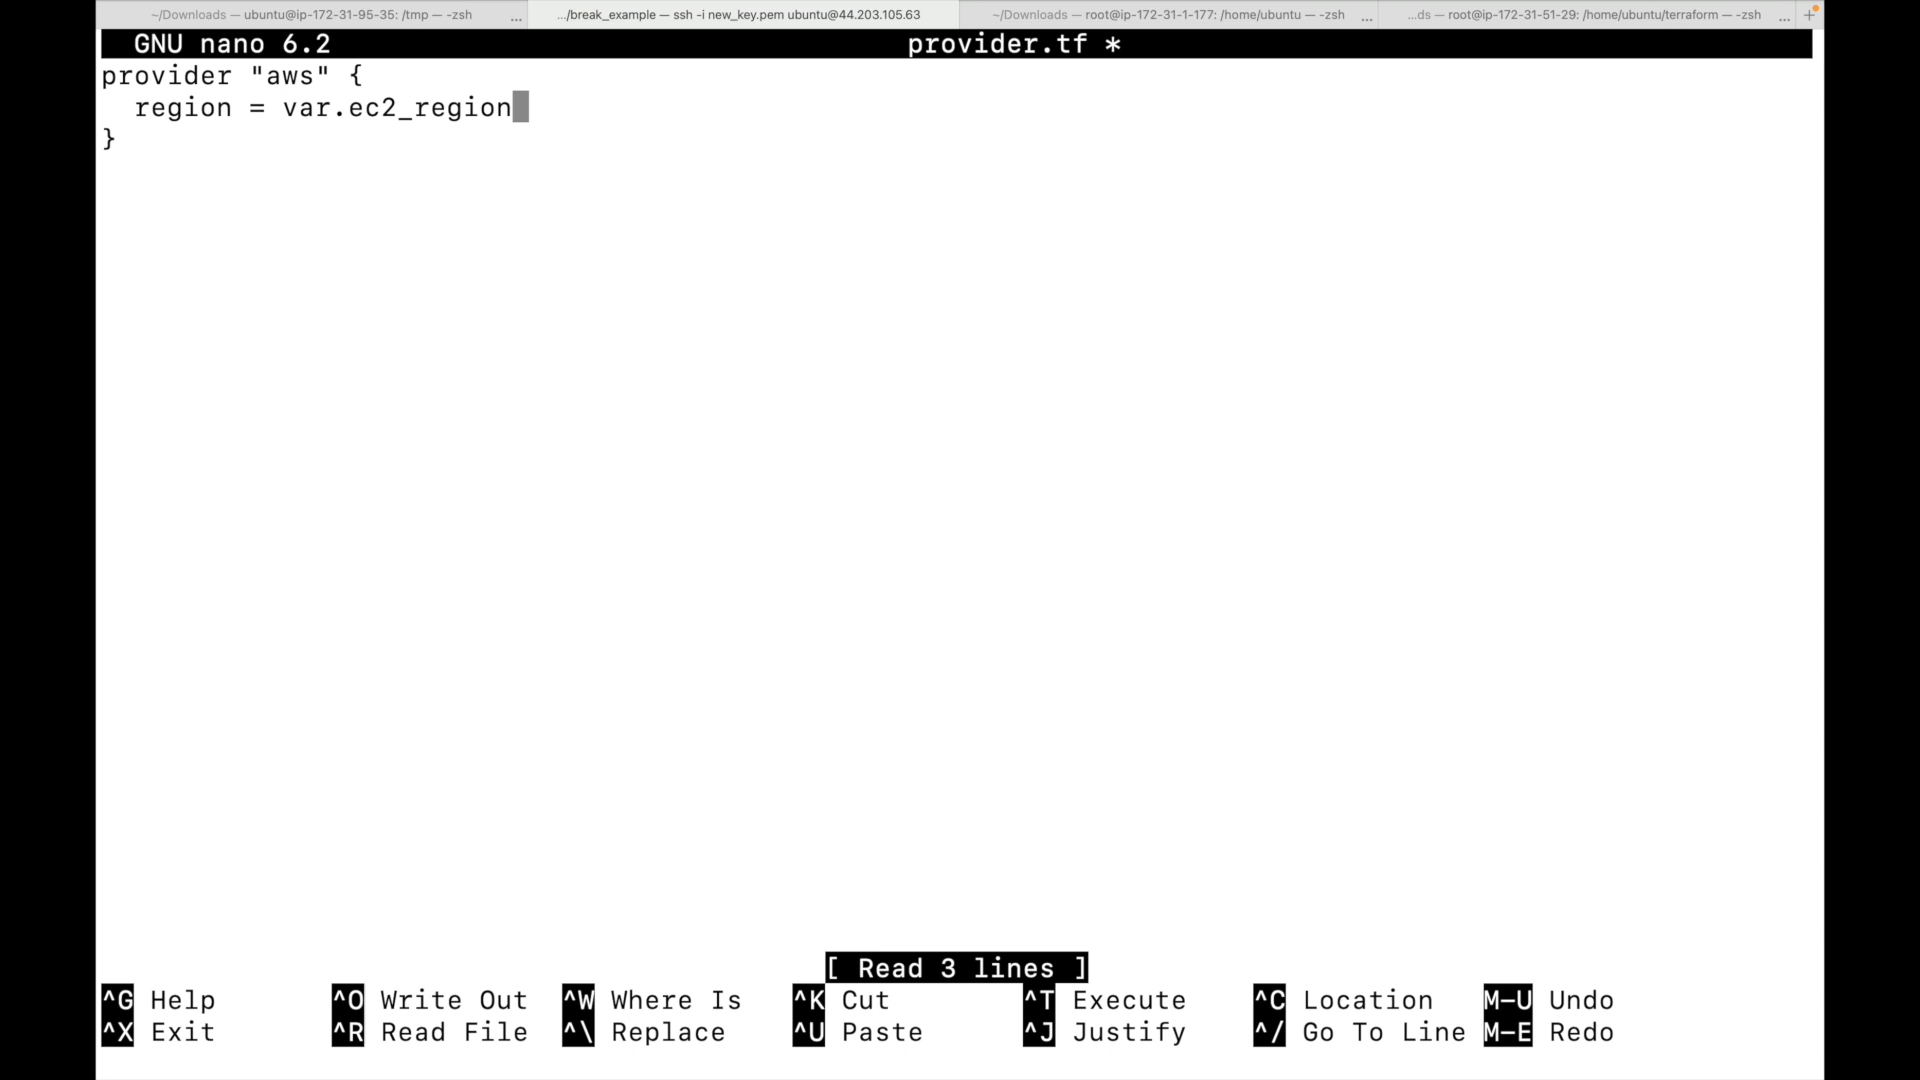 ~/Downloads — ubuntu@ip-172-31-95-35: /tmp — -zsh ... .../break_example — ssh -i new_key.pem ubuntu@44.203.105.63 ~/Downloads — root@ip-172-31-1-177: /home/ubuntu — -zsh ... ...ds — root@ip-172-31-51-29: /home/ubuntu/terraform — -zsh ... +
GNU nano 6.2 provider.tf *
provider "aws" {
  region = var.ec2_region
}
[ Read 3 lines ]
^G Help ^O Write Out ^W Where Is ^K Cut ^T Execute ^C Location M-U Undo
^X Exit ^R Read File ^\ Replace ^U Paste ^J Justify ^/ Go To Line M-E Redo